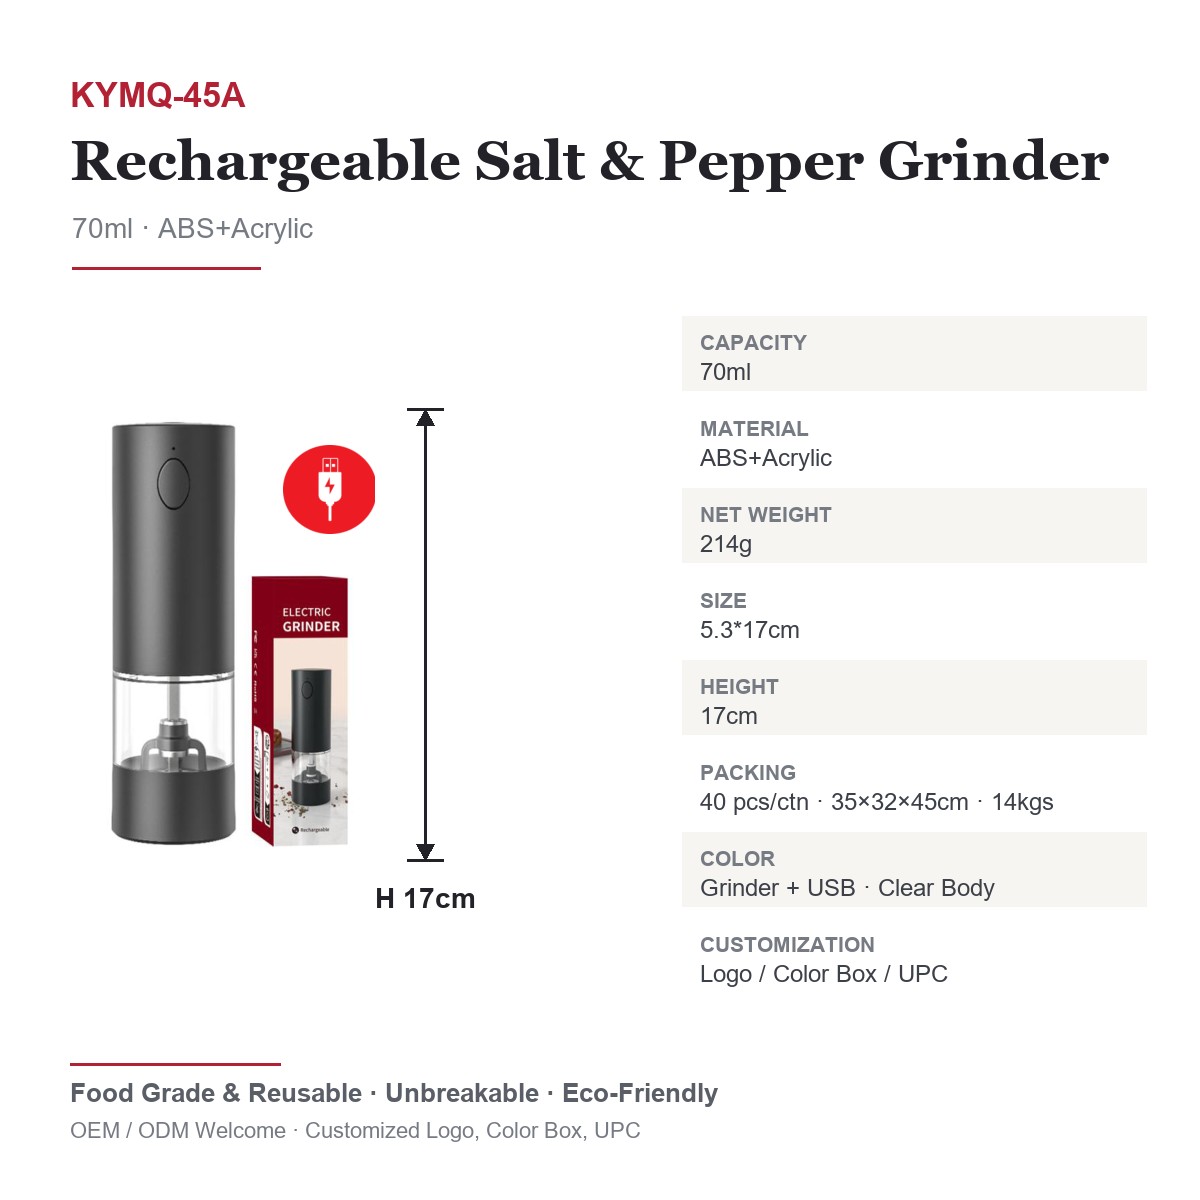 KYMQ-45A
Rechargeable Salt & Pepper Grinder
70ml · ABS+Acrylic
CAPACITY
70ml
MATERIAL
ABS+Acrylic
NET WEIGHT
214g
SIZE
5.3*17cm
HEIGHT
17cm
PACKING
40 pcs/ctn · 35×32×45cm · 14kgs
COLOR
Grinder + USB · Clear Body
CUSTOMIZATION
Logo / Color Box / UPC
ELECTRIC
GRINDER
Rechargeable
H 17cm
Food Grade & Reusable · Unbreakable · Eco-Friendly
OEM / ODM Welcome · Customized Logo, Color Box, UPC